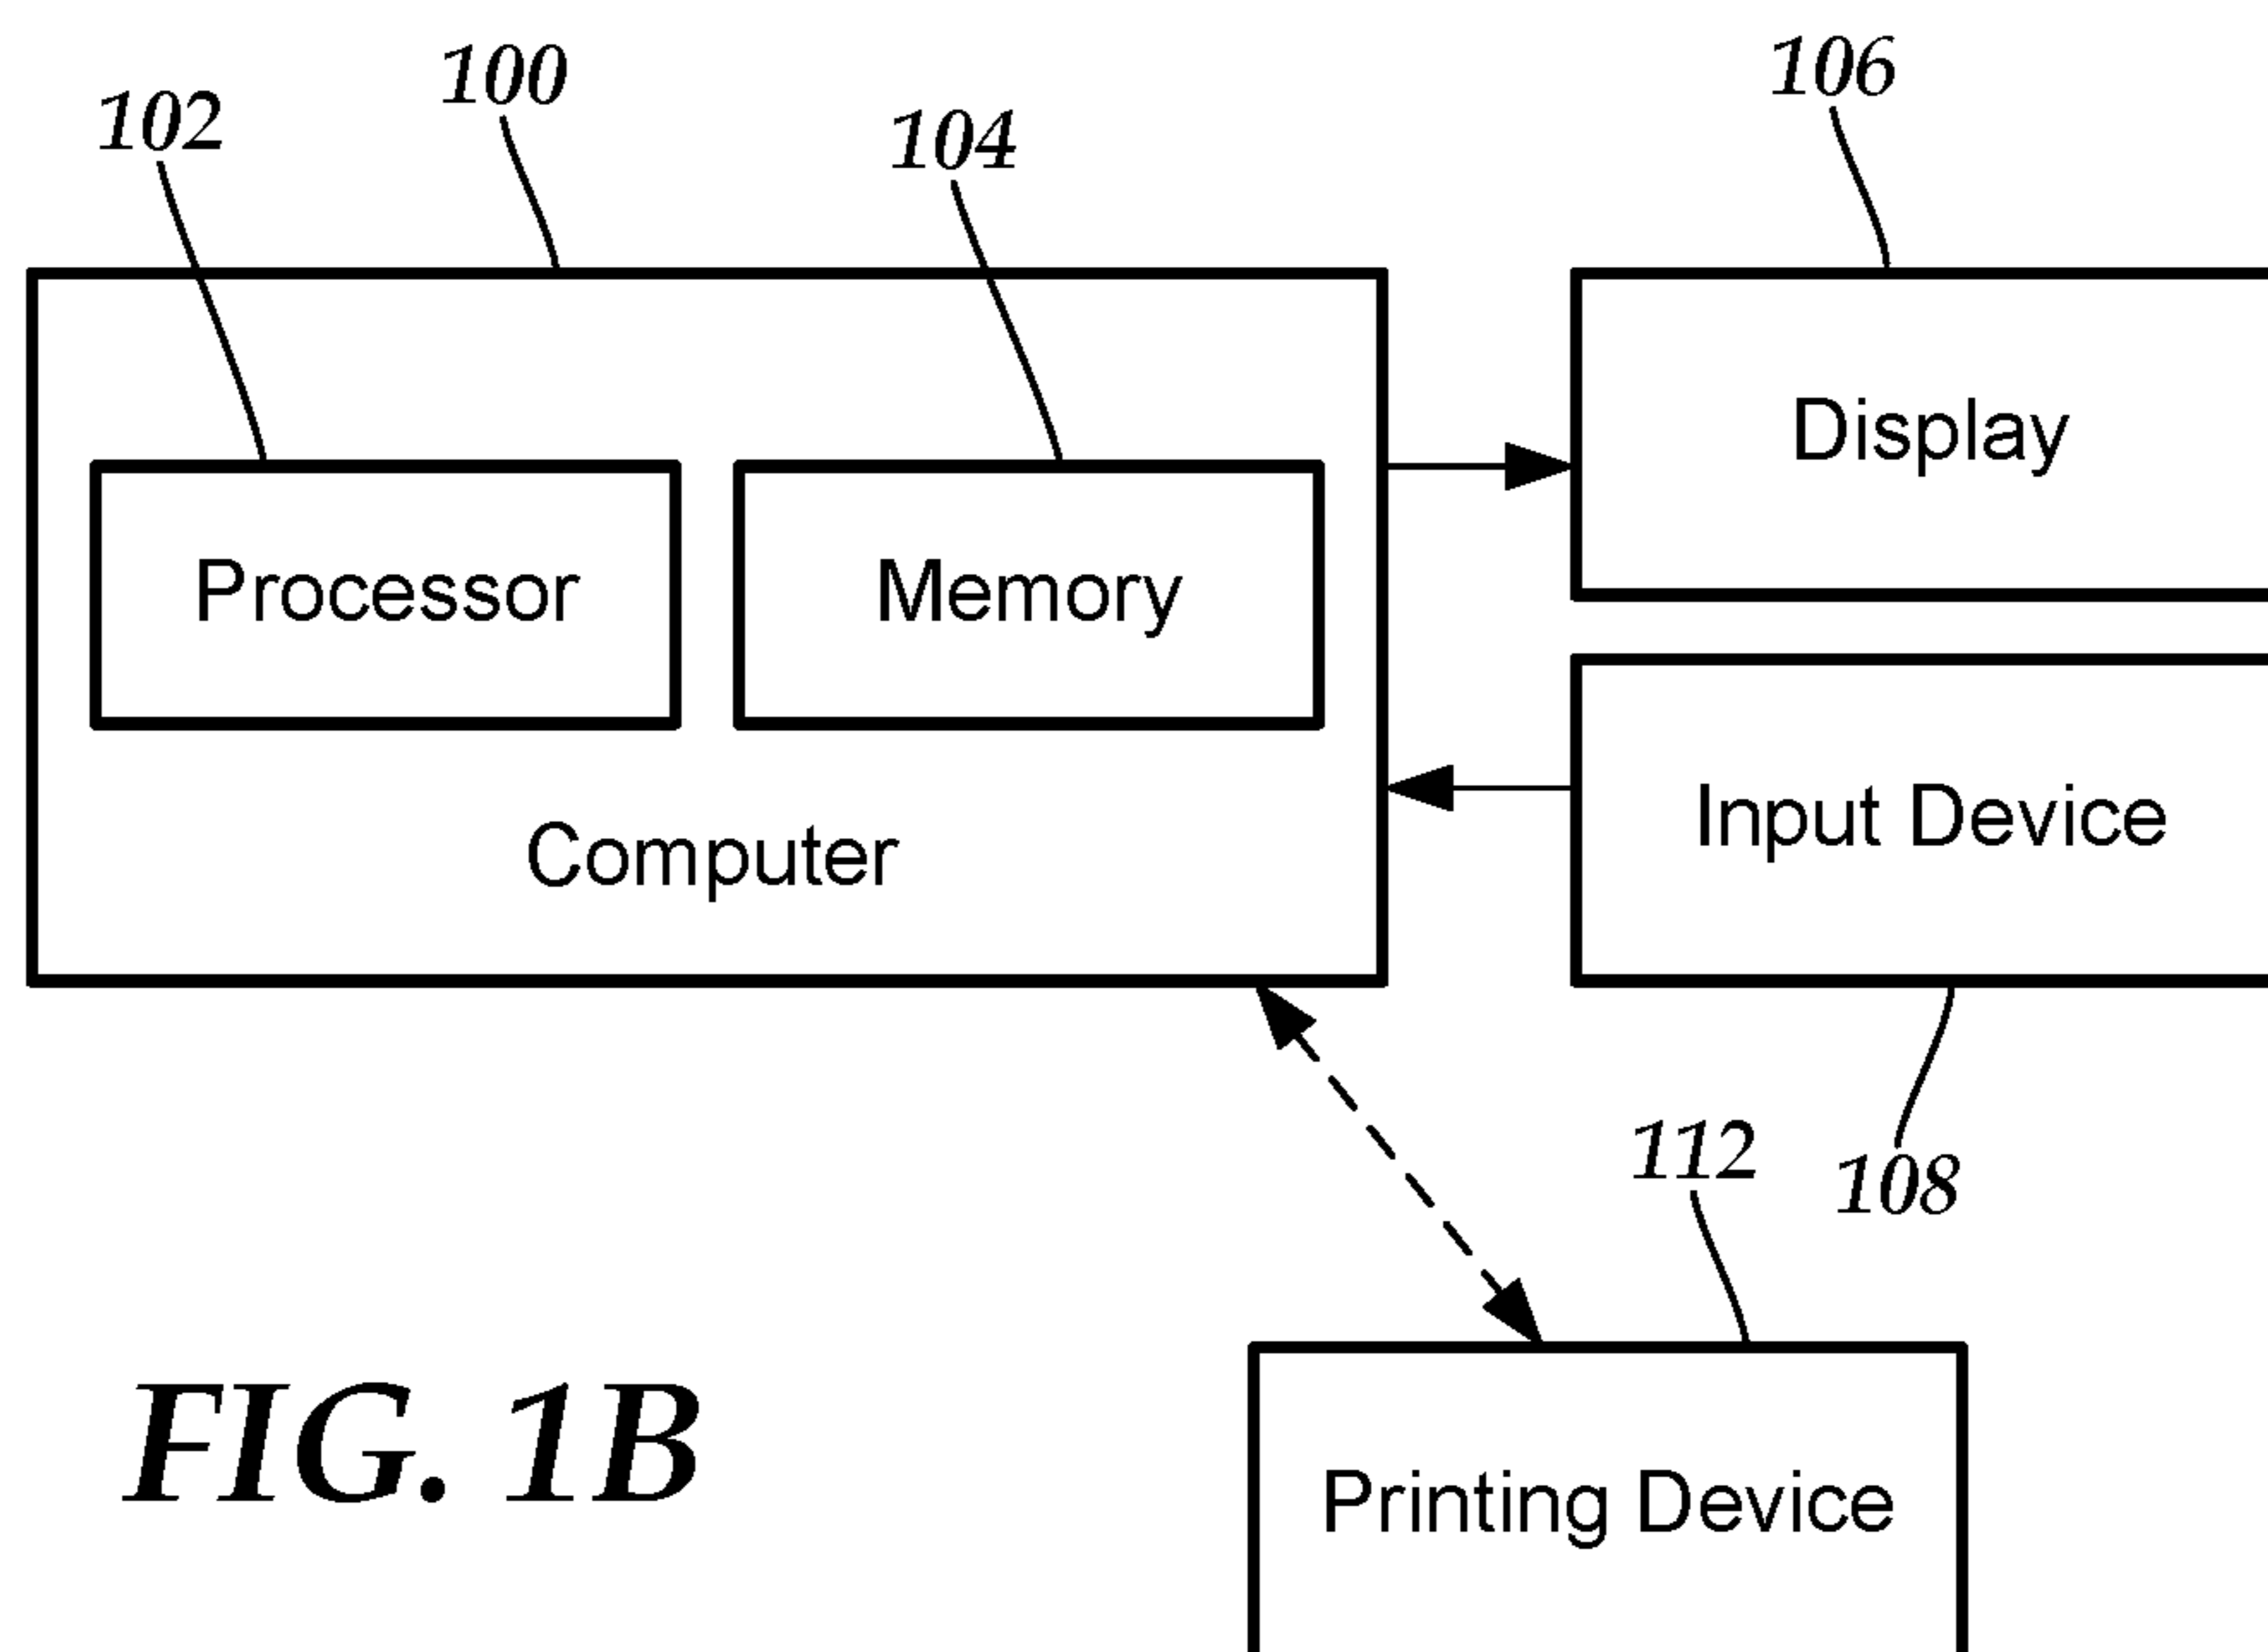 100
106
102
104
Display
Processor
Memory
Input Device
Computer
112
108
FIG. 1B
Printing Device